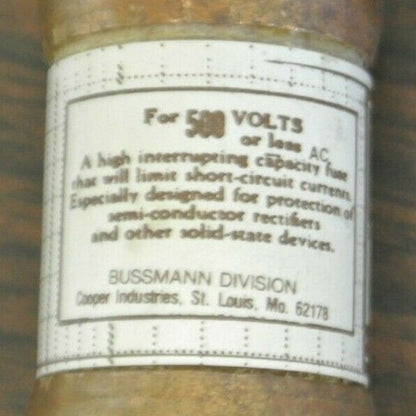 For 500 VOLTS
or less AC
A high interrupting capacity fuse
that will limit short-circuit currents.
Especially designed for protection of
semi-conductor rectifiers
and other solid-state devices.
BUSSMANN DIVISION
Cooper Industries, St. Louis, Mo. 62178